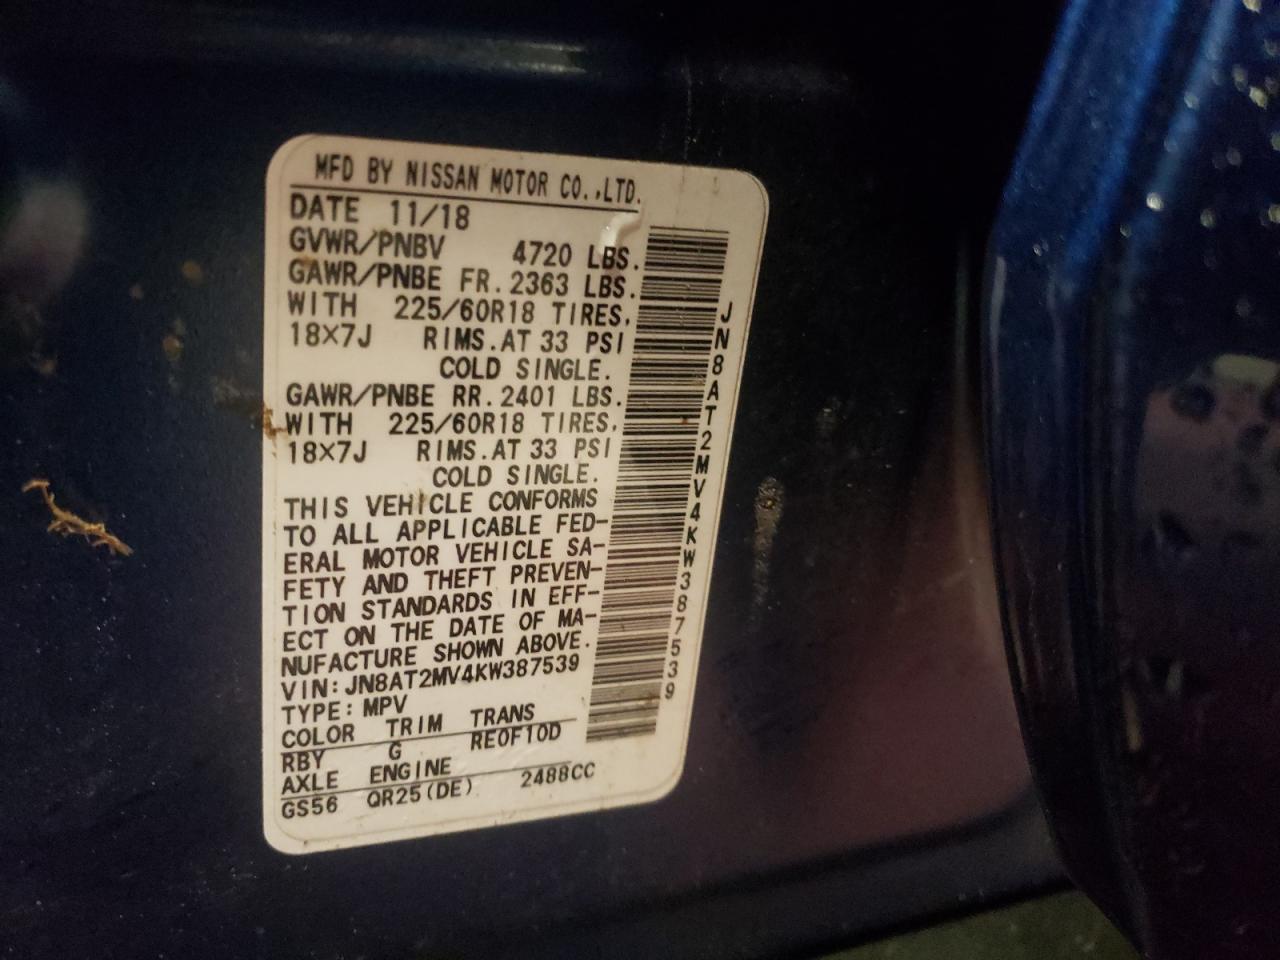 MFD BY NISSAN MOTOR CO.,LTD.
DATE 11/18
GVWR/PNBV 4720 LBS.
GAWR/PNBE FR. 2363 LBS.
WITH 225/60R18 TIRES,
18×7J RIMS.AT 33 PSI
COLD SINGLE.
GAWR/PNBE RR. 2401 LBS.
WITH 225/60R18 TIRES,
18×7J RIMS.AT 33 PSI
COLD SINGLE.
THIS VEHICLE CONFORMS
TO ALL APPLICABLE FED-
ERAL MOTOR VEHICLE SA-
FETY AND THEFT PREVEN-
TION STANDARDS IN EFF-
ECT ON THE DATE OF MA-
NUFACTURE SHOWN ABOVE.
VIN:JN8AT2MV4KW387539
TYPE:MPV
COLOR TRIM TRANS
RBY G RE0F10D
AXLE ENGINE
GS56 QR25(DE) 2488CC
JN8AT2MV4KW387539